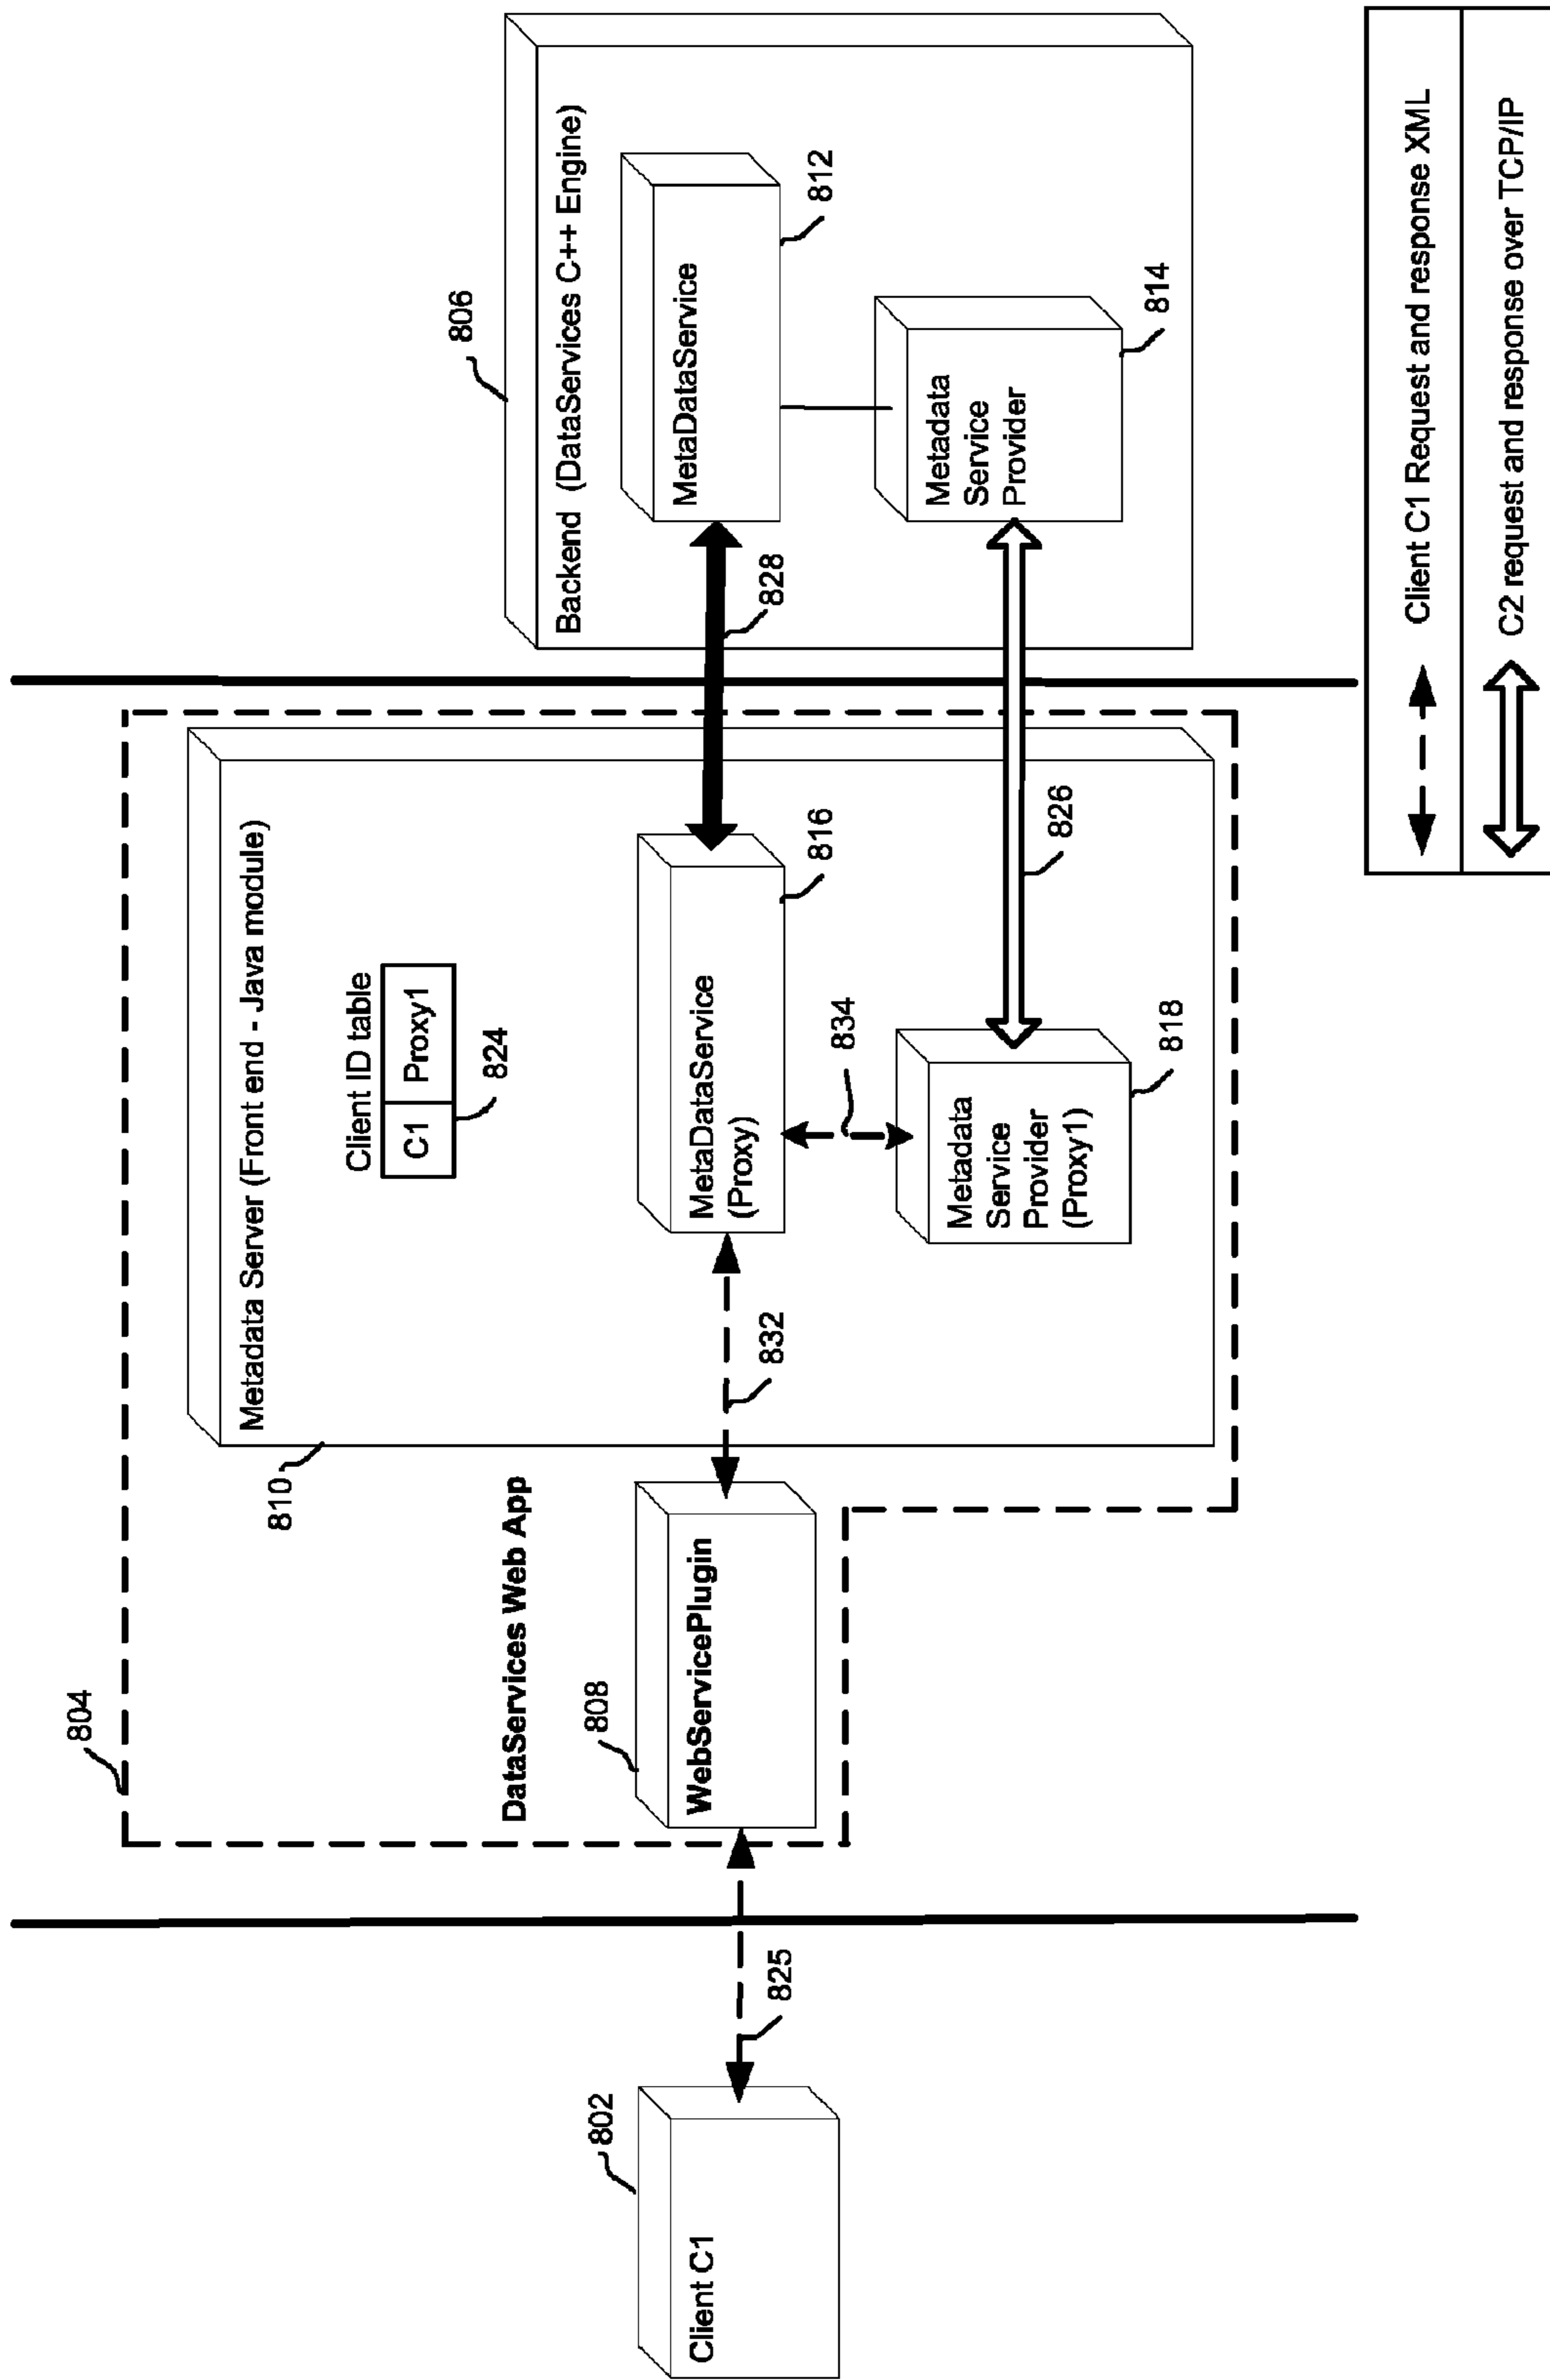 804
810
Metadata Server (Front end - Java module)
806
Backend  (DataServices C++ Engine)
Client ID table
C1
Proxy1
824
DataServices Web App
802
Client C1
825
808
WebServicePlugin
832
MetaDataService
(Proxy)
816
828
MetaDataService
812
834
Metadata
Service
Provider
(Proxy1)
818
826
Metadata
Service
Provider
814
Client C1 Request and response XML
C2 request and response over TCP/IP